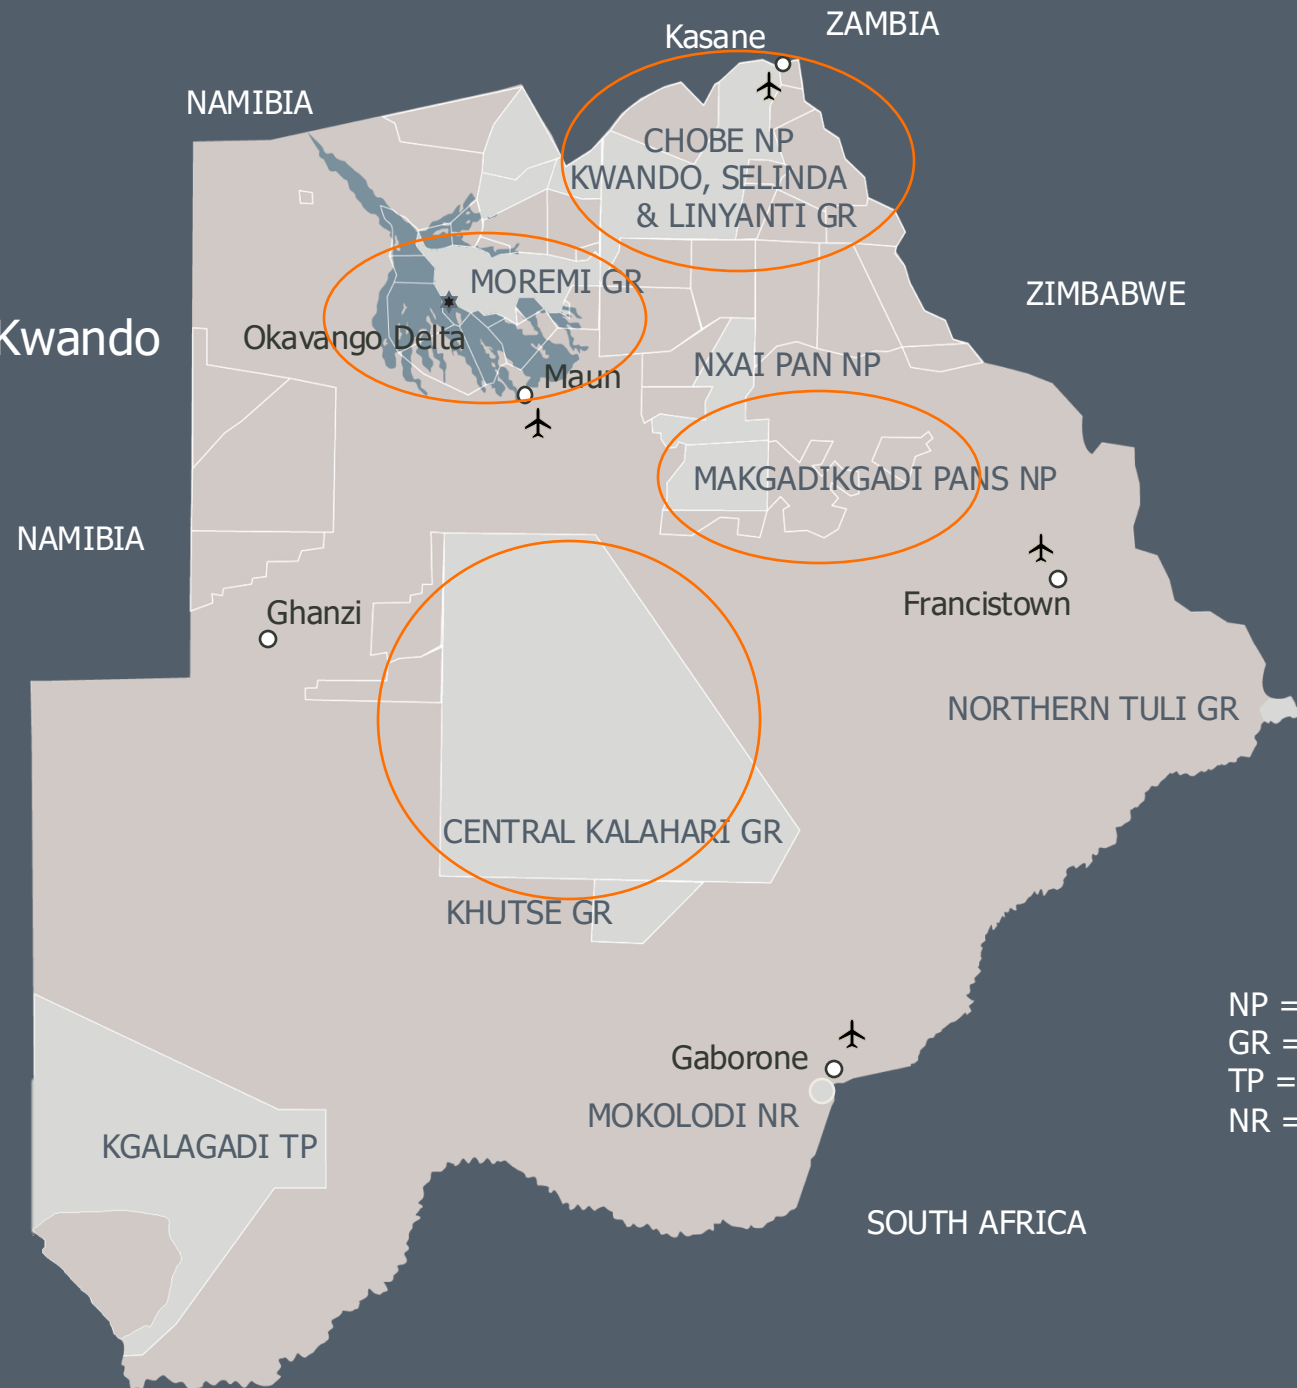 ZAMBIA
Kasane
NAMIBIA
CHOBE NP
KWANDO, SELINDA
& LINYANTI GR
MOREMI GR
ZIMBABWE
Kwando
Okavango Delta
NXAI PAN NP
Maun
MAKGADIKGADI PANS NP
NAMIBIA
Francistown
Ghanzi
NORTHERN TULI GR
CENTRAL KALAHARI GR
KHUTSE GR
NP =
GR =
TP =
NR =
Gaborone
MOKOLODI NR
KGALAGADI TP
SOUTH AFRICA